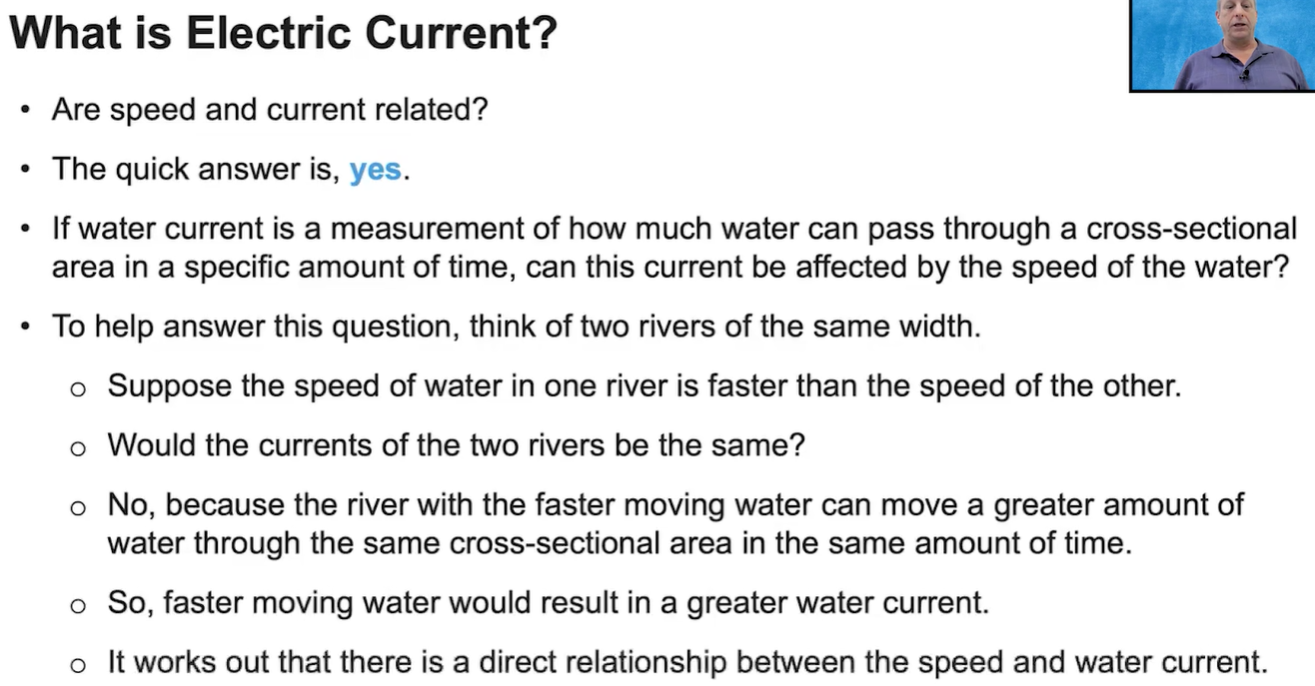 What is Electric Current?
• Are speed and current related?
• The quick answer is, yes.
• If water current is a measurement of how much water can pass through a cross-sectional
area in a specific amount of time, can this current be affected by the speed of the water?
• To help answer this question, think of two rivers of the same width.
o Suppose the speed of water in one river is faster than the speed of the other.
o Would the currents of the two rivers be the same?
o No, because the river with the faster moving water can move a greater amount of
water through the same cross-sectional area in the same amount of time.
o So, faster moving water would result in a greater water current.
o It works out that there is a direct relationship between the speed and water current.